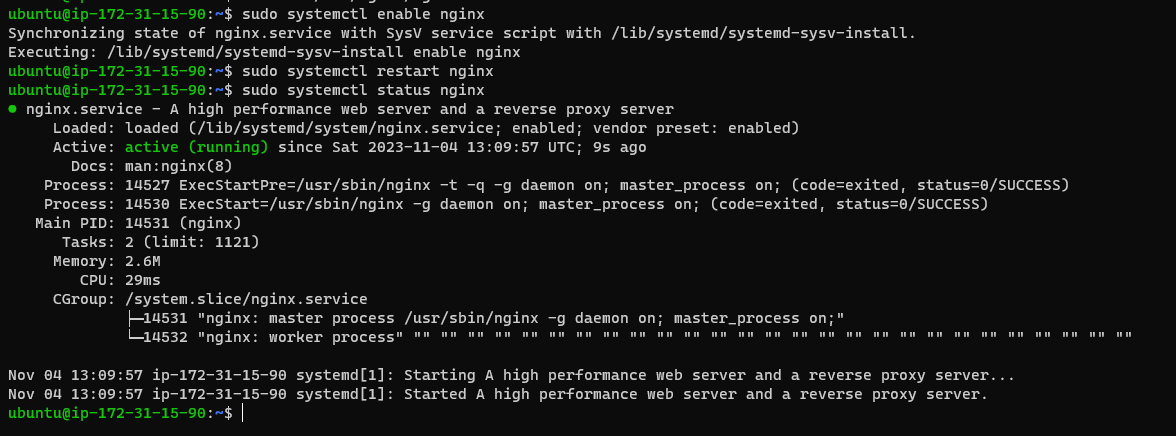 ubuntu@ip-172-31-15-90:~$ sudo systemctl enable nginx
Synchronizing state of nginx.service with SysV service script with /lib/systemd/systemd-sysv-install.
Executing: /lib/systemd/systemd-sysv-install enable nginx
ubuntu@ip-172-31-15-90:~$ sudo systemctl restart nginx
ubuntu@ip-172-31-15-90:~$ sudo systemctl status nginx
● nginx.service - A high performance web server and a reverse proxy server
     Loaded: loaded (/lib/systemd/system/nginx.service; enabled; vendor preset: enabled)
     Active: active (running) since Sat 2023-11-04 13:09:57 UTC; 9s ago
       Docs: man:nginx(8)
    Process: 14527 ExecStartPre=/usr/sbin/nginx -t -q -g daemon on; master_process on; (code=exited, status=0/SUCCESS)
    Process: 14530 ExecStart=/usr/sbin/nginx -g daemon on; master_process on; (code=exited, status=0/SUCCESS)
   Main PID: 14531 (nginx)
      Tasks: 2 (limit: 1121)
     Memory: 2.6M
        CPU: 29ms
     CGroup: /system.slice/nginx.service
             ├─14531 "nginx: master process /usr/sbin/nginx -g daemon on; master_process on;"
             └─14532 "nginx: worker process" "" "" "" "" "" "" "" "" "" "" "" "" "" "" "" "" "" "" "" "" "" "" "" "" "" "" ""
Nov 04 13:09:57 ip-172-31-15-90 systemd[1]: Starting A high performance web server and a reverse proxy server...
Nov 04 13:09:57 ip-172-31-15-90 systemd[1]: Started A high performance web server and a reverse proxy server.
ubuntu@ip-172-31-15-90:~$